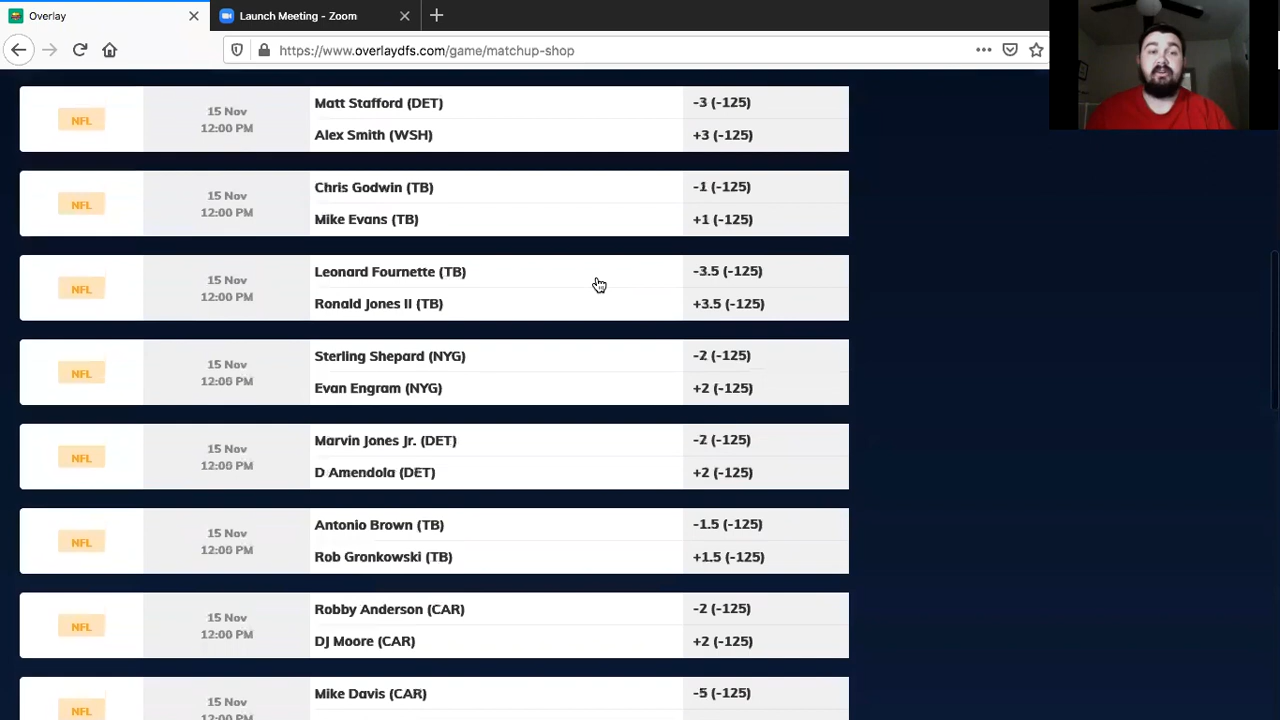 Overlay
Launch Meeting - Zoom
https://www.overlaydfs.com/game/matchup-shop
NFL
15 Nov
12:00 PM
Matt Stafford (DET)
-3 (-125)
Alex Smith (WSH)
+3 (-125)
NFL
15 Nov
12:00 PM
Chris Godwin (TB)
-1 (-125)
Mike Evans (TB)
+1 (-125)
NFL
15 Nov
12:00 PM
Leonard Fournette (TB)
-3.5 (-125)
Ronald Jones II (TB)
+3.5 (-125)
NFL
15 Nov
12:00 PM
Sterling Shepard (NYG)
-2 (-125)
Evan Engram (NYG)
+2 (-125)
NFL
15 Nov
12:00 PM
Marvin Jones Jr. (DET)
-2 (-125)
D Amendola (DET)
+2 (-125)
NFL
15 Nov
12:00 PM
Antonio Brown (TB)
-1.5 (-125)
Rob Gronkowski (TB)
+1.5 (-125)
NFL
15 Nov
12:00 PM
Robby Anderson (CAR)
-2 (-125)
DJ Moore (CAR)
+2 (-125)
NFL
15 Nov
12:00 PM
Mike Davis (CAR)
-5 (-125)